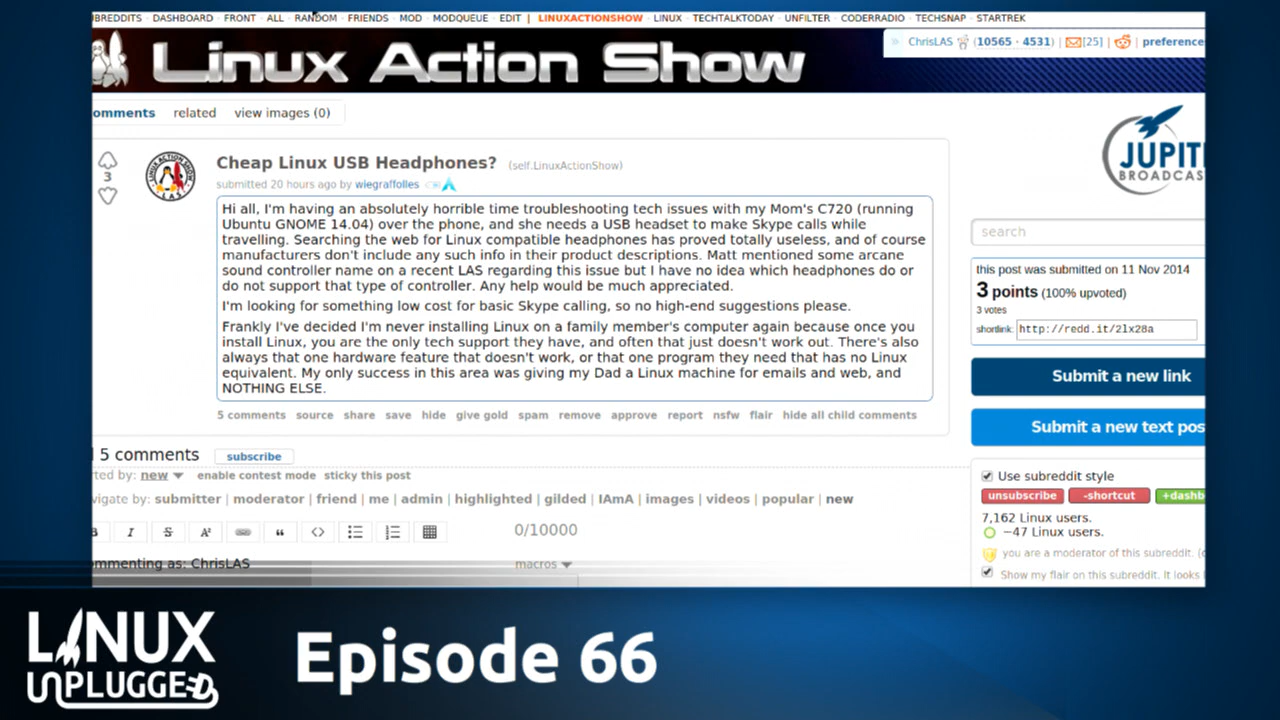 UBREDDITS - DASHBOARD - FRONT - ALL - RANDOM - FRIENDS - MOD - MODQUEUE - EDIT | LINUXACTIONSHOW - LINUX - TECHTALKTODAY - UNFILTER - CODERRADIO - TECHSNAP - STARTREK
Linux Action Show
ChrisLAS (10565 · 4531) | [25] | | preference
omments related view images (0)
JUPIT
BROADCAS
3
LINUX ACTION SHOW
LAS
Cheap Linux USB Headphones? (self.LinuxActionShow)
submitted 20 hours ago by wiegraffolles
Hi all, I'm having an absolutely horrible time troubleshooting tech issues with my Mom's C720 (running
Ubuntu GNOME 14.04) over the phone, and she needs a USB headset to make Skype calls while
travelling. Searching the web for Linux compatible headphones has proved totally useless, and of course
manufacturers don't include any such info in their product descriptions. Matt mentioned some arcane
sound controller name on a recent LAS regarding this issue but I have no idea which headphones do or
do not support that type of controller. Any help would be much appreciated.
I'm looking for something low cost for basic Skype calling, so no high-end suggestions please.
Frankly I've decided I'm never installing Linux on a family member's computer again because once you
install Linux, you are the only tech support they have, and often that just doesn't work out. There's also
always that one hardware feature that doesn't work, or that one program they need that has no Linux
equivalent. My only success in this area was giving my Dad a Linux machine for emails and web, and
NOTHING ELSE.
5 comments source share save hide give gold spam remove approve report nsfw flair hide all child comments
search
this post was submitted on 11 Nov 2014
3 points (100% upvoted)
3 votes
shortlink: http://redd.it/2lx28a
Submit a new link
Submit a new text pos
l 5 comments subscribe
rted by: new enable contest mode sticky this post
vigate by: submitter | moderator | friend | me | admin | highlighted | gilded | IAmA | images | videos | popular | new
B I S A² 0/10000
ommenting as: ChrisLAS macros
Use subreddit style
unsubscribe -shortcut +dashb
7,162 Linux users.
~47 Linux users.
you are a moderator of this subreddit. (
Show my flair on this subreddit. It looks
LINUX
UNPLUGGED
Episode 66